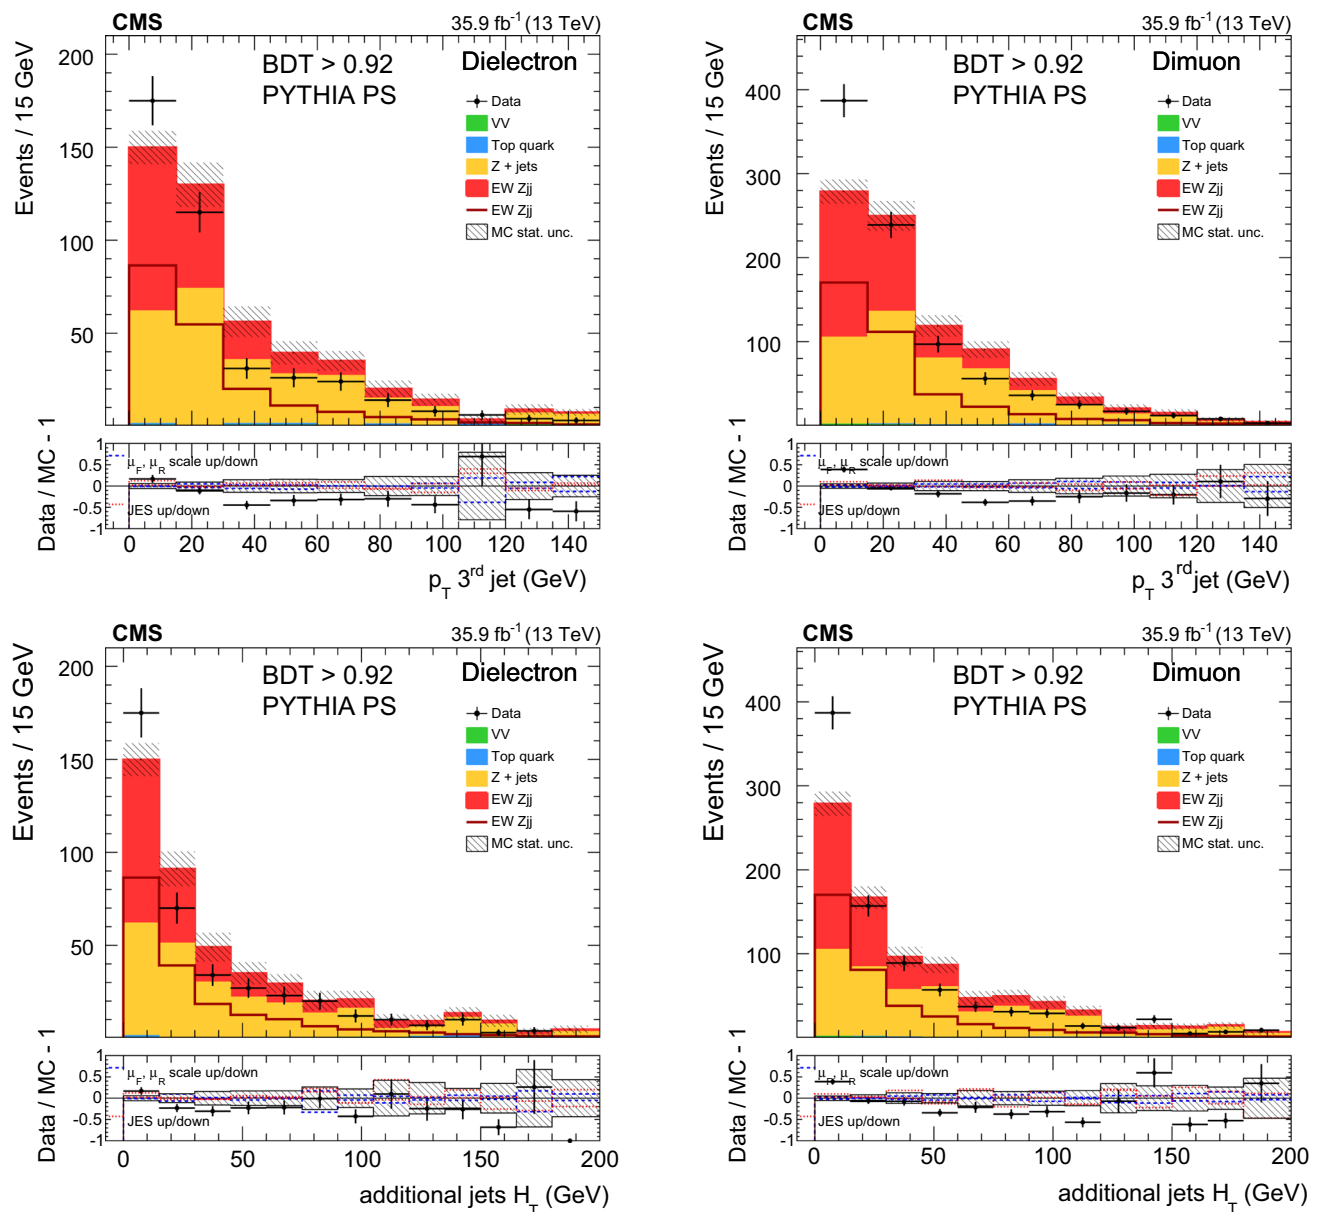 CMS 35.9 fb⁻¹ (13 TeV)
Events / 15 GeV
200
150
100
50
BDT > 0.92
PYTHIA PS
Dielectron
Data
VV
Top quark
Z + jets
EW Zjj
EW Zjj
MC stat. unc.
Data / MC - 1
1
0.5
0
-0.5
-1
μ_F, μ_R scale up/down
JES up/down
0 20 40 60 80 100 120 140
p_T 3ʳᵈ jet (GeV)
CMS 35.9 fb⁻¹ (13 TeV)
Events / 15 GeV
400
300
200
100
BDT > 0.92
PYTHIA PS
Dimuon
Data
VV
Top quark
Z + jets
EW Zjj
EW Zjj
MC stat. unc.
Data / MC - 1
1
0.5
0
-0.5
-1
μ_F, μ_R scale up/down
JES up/down
0 20 40 60 80 100 120 140
p_T 3ʳᵈ jet (GeV)
CMS 35.9 fb⁻¹ (13 TeV)
Events / 15 GeV
200
150
100
50
BDT > 0.92
PYTHIA PS
Dielectron
Data
VV
Top quark
Z + jets
EW Zjj
EW Zjj
MC stat. unc.
Data / MC - 1
1
0.5
0
-0.5
-1
μ_F, μ_R scale up/down
JES up/down
0 50 100 150 200
additional jets H_T (GeV)
CMS 35.9 fb⁻¹ (13 TeV)
Events / 15 GeV
400
300
200
100
BDT > 0.92
PYTHIA PS
Dimuon
Data
VV
Top quark
Z + jets
EW Zjj
EW Zjj
MC stat. unc.
Data / MC - 1
1
0.5
0
-0.5
-1
μ_F, μ_R scale up/down
JES up/down
0 50 100 150 200
additional jets H_T (GeV)